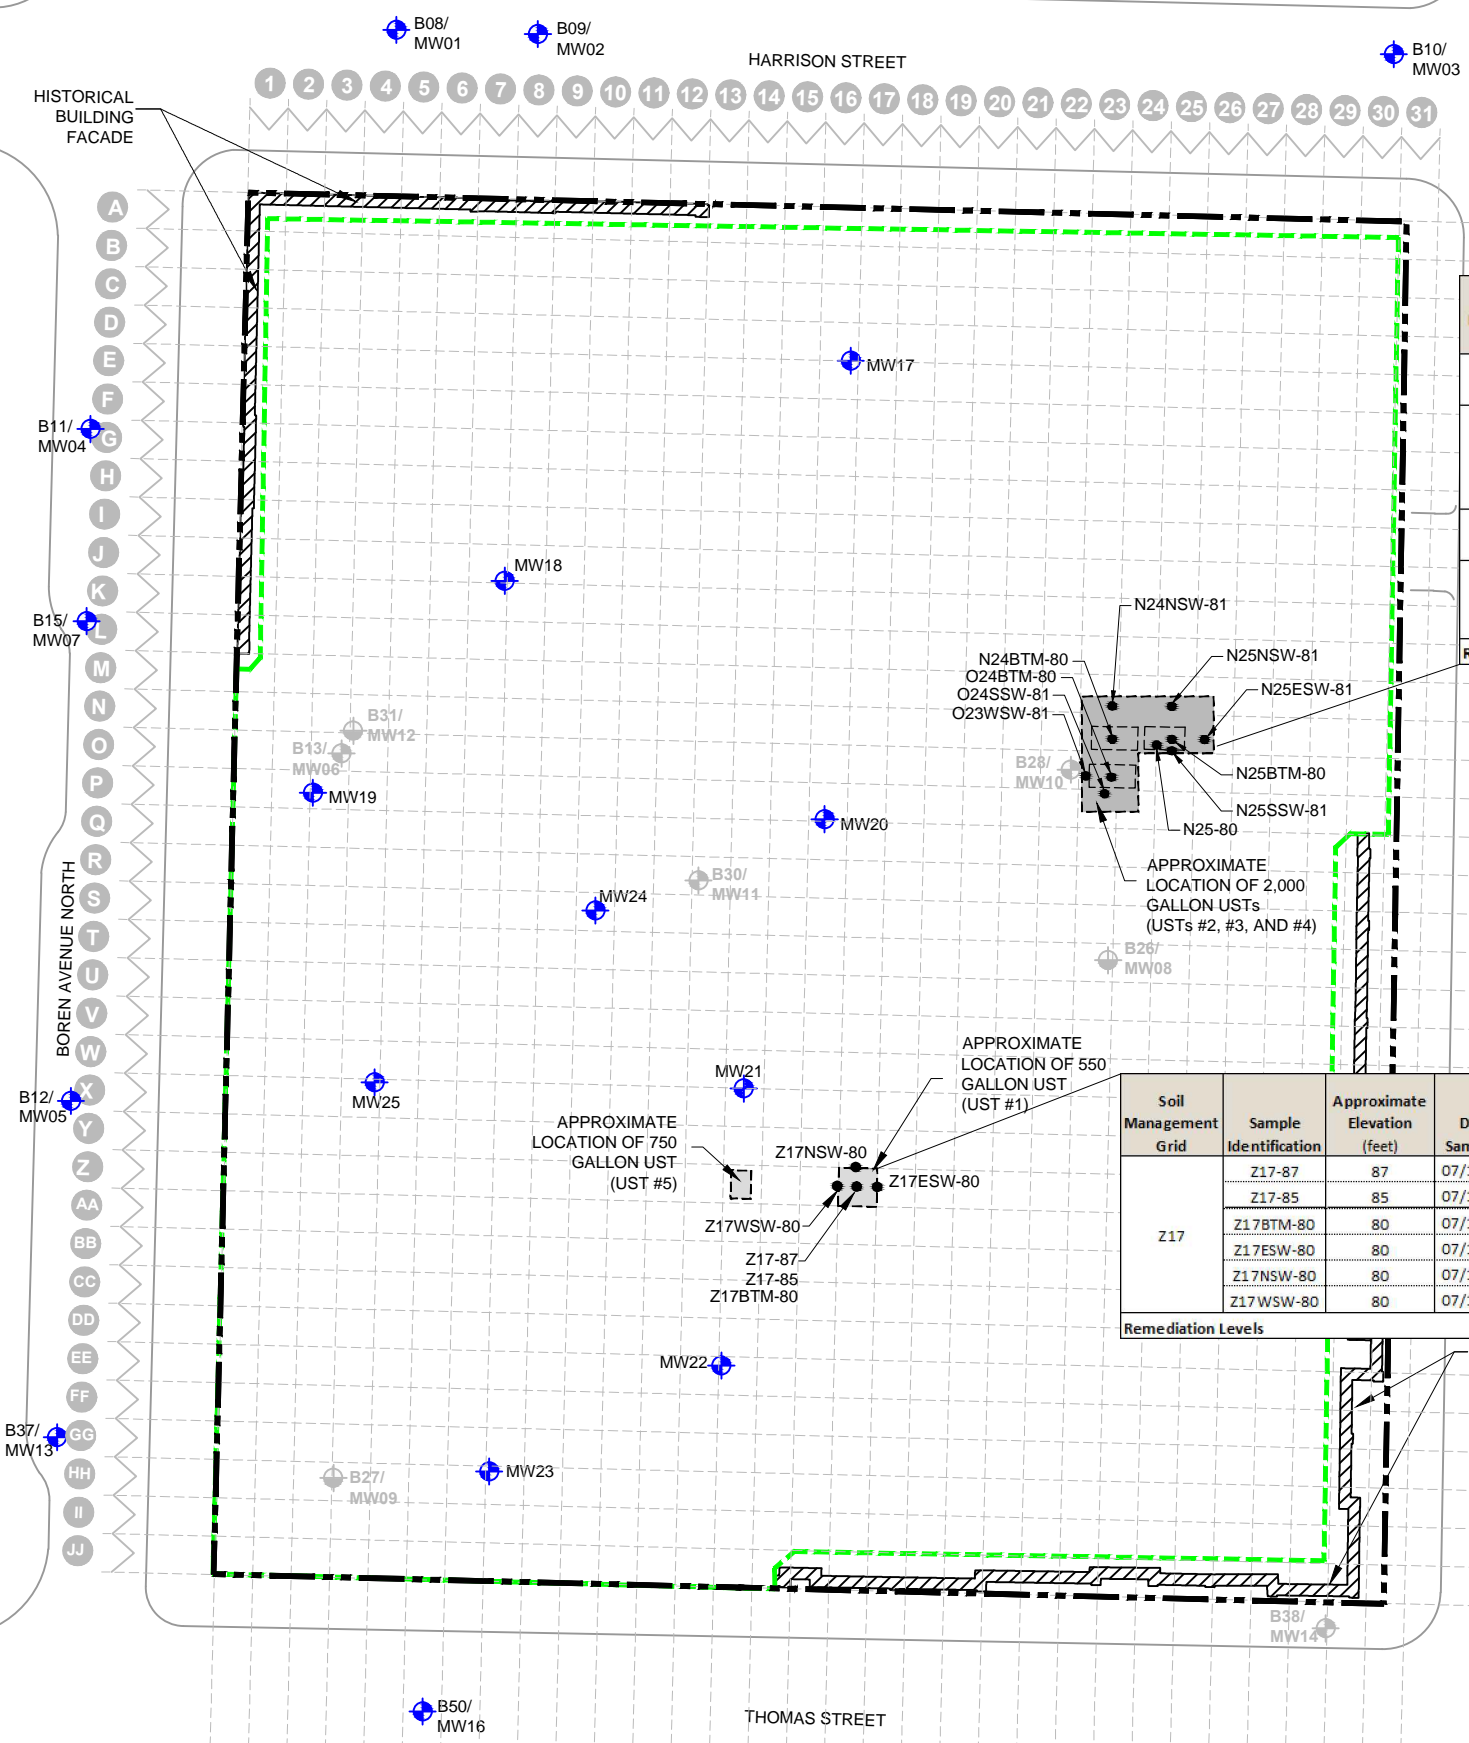 B08/
MW01
B09/
MW02
HARRISON STREET
B10/
MW03
1 2 3 4 5 6 7 8 9 10 11 12 13 14 15 16 17 18 19 20 21 22 23 24 25 26 27 28 29 30 31
HISTORICAL
BUILDING
FACADE
A
B
C
D
E
F
G
H
I
J
K
L
M
N
O
P
Q
R
S
T
U
V
W
X
Y
Z
AA
BB
CC
DD
EE
FF
GG
HH
II
JJ
MW17
B11/
MW04
MW18
B15/
MW07
N24NSW-81
N24BTM-80
O24BTM-80
O24SSW-81
O23WSW-81
N25NSW-81
N25ESW-81
R
B31/
MW12
B13/
MW06
B28/
MW10
N25BTM-80
N25SSW-81
N25-80
MW19
MW20
APPROXIMATE
LOCATION OF 2,000
GALLON USTs
(USTs #2, #3, AND #4)
B30/
MW11
MW24
B26/
MW08
BOREN AVENUE NORTH
APPROXIMATE
LOCATION OF 550
GALLON UST
(UST #1)
MW21
MW25
B12/
MW05
APPROXIMATE
LOCATION OF 750
GALLON UST
(UST #5)
Z17NSW-80
Z17ESW-80
Z17WSW-80
Z17-87
Z17-85
Z17BTM-80
Soil Management Grid Sample Identification Approximate Elevation (feet) D San
Z17
Z17-87 87 07/
Z17-85 85 07/
Z17BTM-80 80 07/
Z17ESW-80 80 07/
Z17NSW-80 80 07/
Z17WSW-80 80 07/
Remediation Levels
MW22
B37/
MW13
MW23
B27/
MW09
B38/
MW14
B50/
MW16
THOMAS STREET